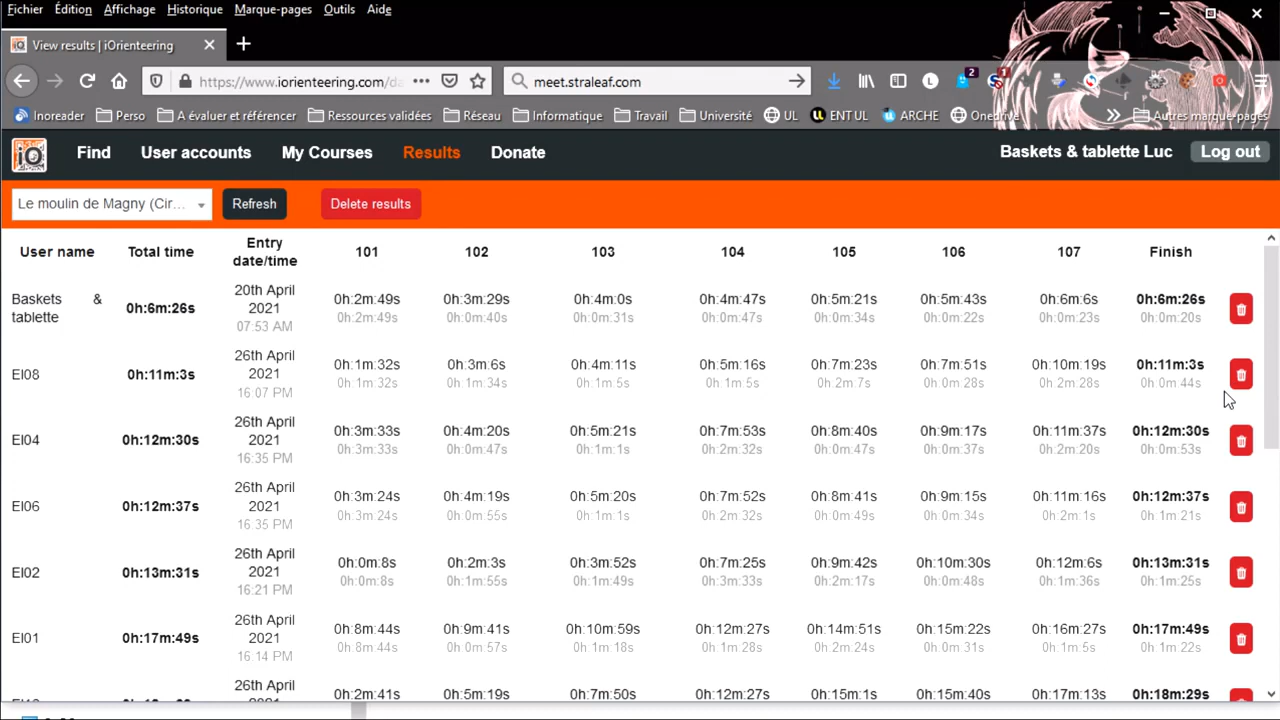 Fichier Édition Affichage Historique Marque-pages Outils Aide
View results | iOrienteering
https://www.iorienteering.com/da
meet.straleaf.com
L 2 1
Inoreader Perso A évaluer et référencer Ressources validées Réseau Informatique Travail Université UL ENT UL ARCHE Onedrive Autres marque-pages
iO Find User accounts My Courses Results Donate Baskets & tablette Luc Log out
Le moulin de Magny (Cir... Refresh Delete results
User name Total time Entry date/time 101 102 103 104 105 106 107 Finish
Baskets & tablette 0h:6m:26s 20th April 2021 07:53 AM
0h:2m:49s 0h:3m:29s 0h:4m:0s 0h:4m:47s 0h:5m:21s 0h:5m:43s 0h:6m:6s 0h:6m:26s
0h:2m:49s 0h:0m:40s 0h:0m:31s 0h:0m:47s 0h:0m:34s 0h:0m:22s 0h:0m:23s 0h:0m:20s
EI08 0h:11m:3s 26th April 2021 16:07 PM
0h:1m:32s 0h:3m:6s 0h:4m:11s 0h:5m:16s 0h:7m:23s 0h:7m:51s 0h:10m:19s 0h:11m:3s
0h:1m:32s 0h:1m:34s 0h:1m:5s 0h:1m:5s 0h:2m:7s 0h:0m:28s 0h:2m:28s 0h:0m:44s
EI04 0h:12m:30s 26th April 2021 16:35 PM
0h:3m:33s 0h:4m:20s 0h:5m:21s 0h:7m:53s 0h:8m:40s 0h:9m:17s 0h:11m:37s 0h:12m:30s
0h:3m:33s 0h:0m:47s 0h:1m:1s 0h:2m:32s 0h:0m:47s 0h:0m:37s 0h:2m:20s 0h:0m:53s
EI06 0h:12m:37s 26th April 2021 16:35 PM
0h:3m:24s 0h:4m:19s 0h:5m:20s 0h:7m:52s 0h:8m:41s 0h:9m:15s 0h:11m:16s 0h:12m:37s
0h:3m:24s 0h:0m:55s 0h:1m:1s 0h:2m:32s 0h:0m:49s 0h:0m:34s 0h:2m:1s 0h:1m:21s
EI02 0h:13m:31s 26th April 2021 16:21 PM
0h:0m:8s 0h:2m:3s 0h:3m:52s 0h:7m:25s 0h:9m:42s 0h:10m:30s 0h:12m:6s 0h:13m:31s
0h:0m:8s 0h:1m:55s 0h:1m:49s 0h:3m:33s 0h:2m:17s 0h:0m:48s 0h:1m:36s 0h:1m:25s
EI01 0h:17m:49s 26th April 2021 16:14 PM
0h:8m:44s 0h:9m:41s 0h:10m:59s 0h:12m:27s 0h:14m:51s 0h:15m:22s 0h:16m:27s 0h:17m:49s
0h:8m:44s 0h:0m:57s 0h:1m:18s 0h:1m:28s 0h:2m:24s 0h:0m:31s 0h:1m:5s 0h:1m:22s
26th April
0h:2m:41s 0h:5m:19s 0h:7m:50s 0h:12m:27s 0h:15m:1s 0h:15m:40s 0h:17m:13s 0h:18m:29s